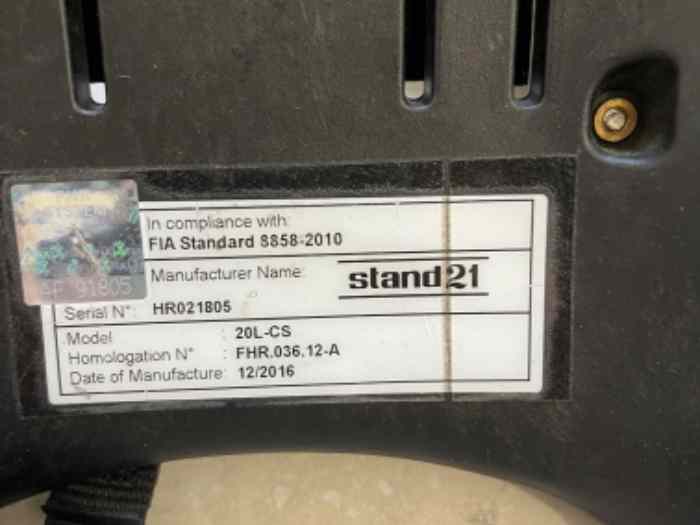 In compliance with:
FIA Standard 8858-2010
Manufacturer Name: stand21
91805
Serial N°: HR021805
Model : 20L-CS
Homologation N° : FHR.036.12-A
Date of Manufacture: 12/2016